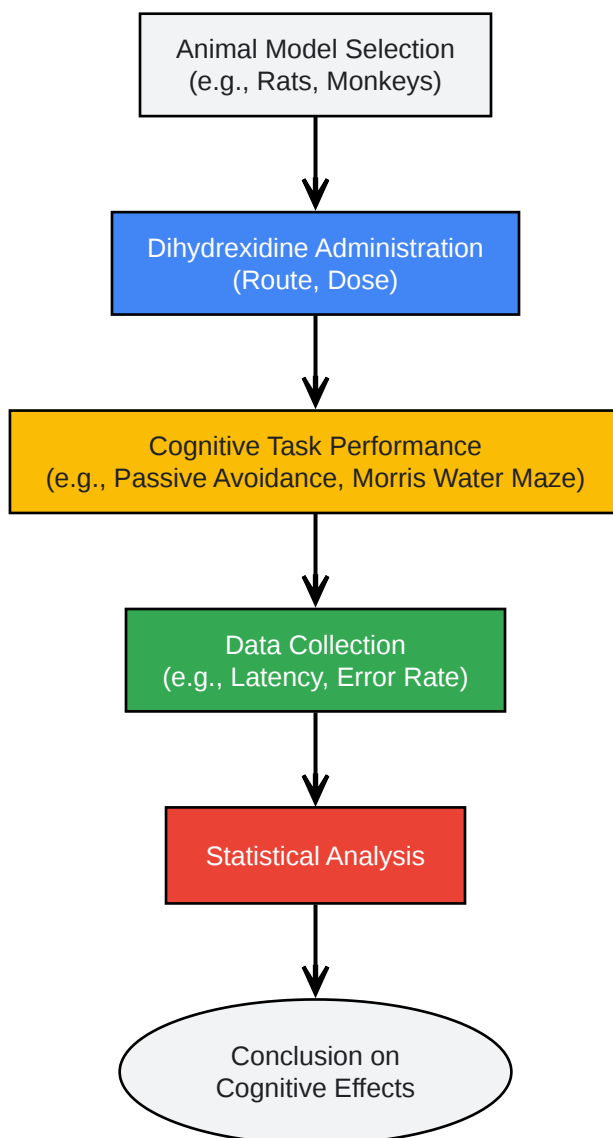 Animal Model Selection
(e.g., Rats, Monkeys)
Dihydrexidine Administration
(Route, Dose)
Cognitive Task Performance
(e.g., Passive Avoidance, Morris Water Maze)
Data Collection
(e.g., Latency, Error Rate)
Statistical Analysis
Conclusion on
Cognitive Effects